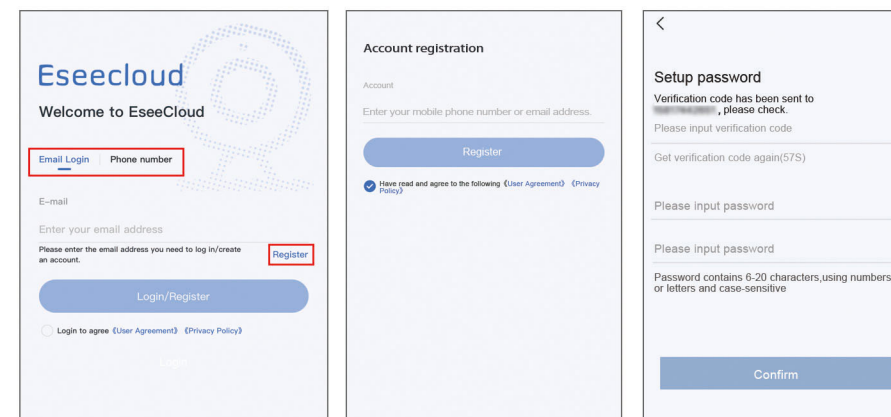 Eseecloud
Welcome to EseeCloud
Email Login Phone number
E-mail
Enter your email address
Please enter the email address you need to log in/create
an account.
Register
Login/Register
Login to agree 《User Agreement》 《Privacy Policy》
Login
Account registration
Account
Enter your mobile phone number or email address.
Register
Have read and agree to the following 《User Agreement》 《Privacy
Policy》
Setup password
Verification code has been sent to
, please check.
Please input verification code
Get verification code again(57S)
Please input password
Please input password
Password contains 6-20 characters,using numbers
or letters and case-sensitive
Confirm